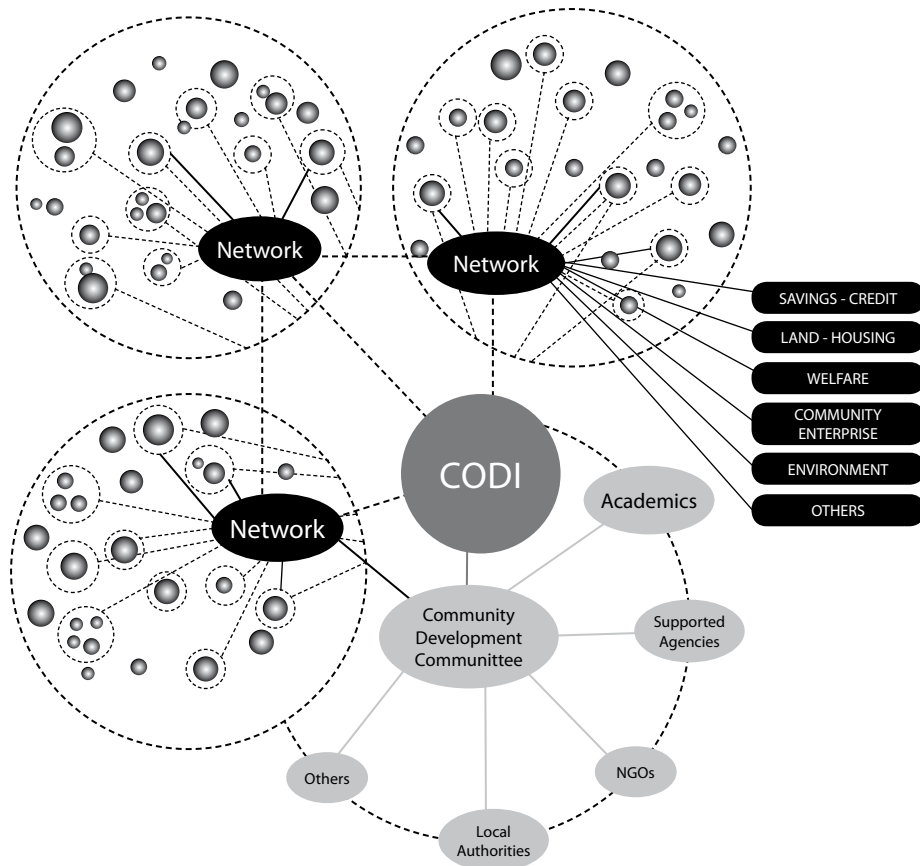 Network
Network
SAVINGS - CREDIT
LAND - HOUSING
WELFARE
COMMUNITY
ENTERPRISE
ENVIRONMENT
OTHERS
CODI
Academics
Network
Community
Development
Communittee
Supported
Agencies
Others
NGOs
Local
Authorities